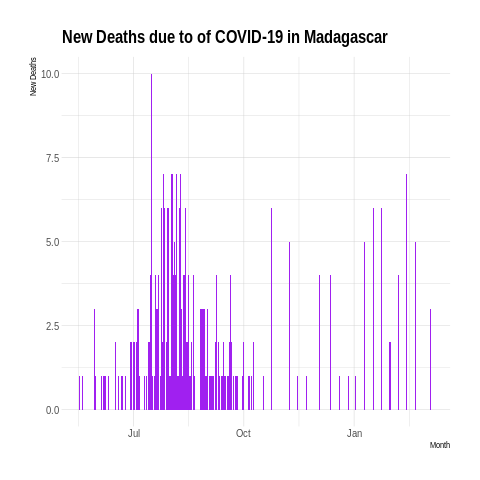 New Deaths due to of COVID-19 in Madagascar
New Deaths
10.0
7.5
5.0
2.5
0.0
Jul Oct Jan
Month